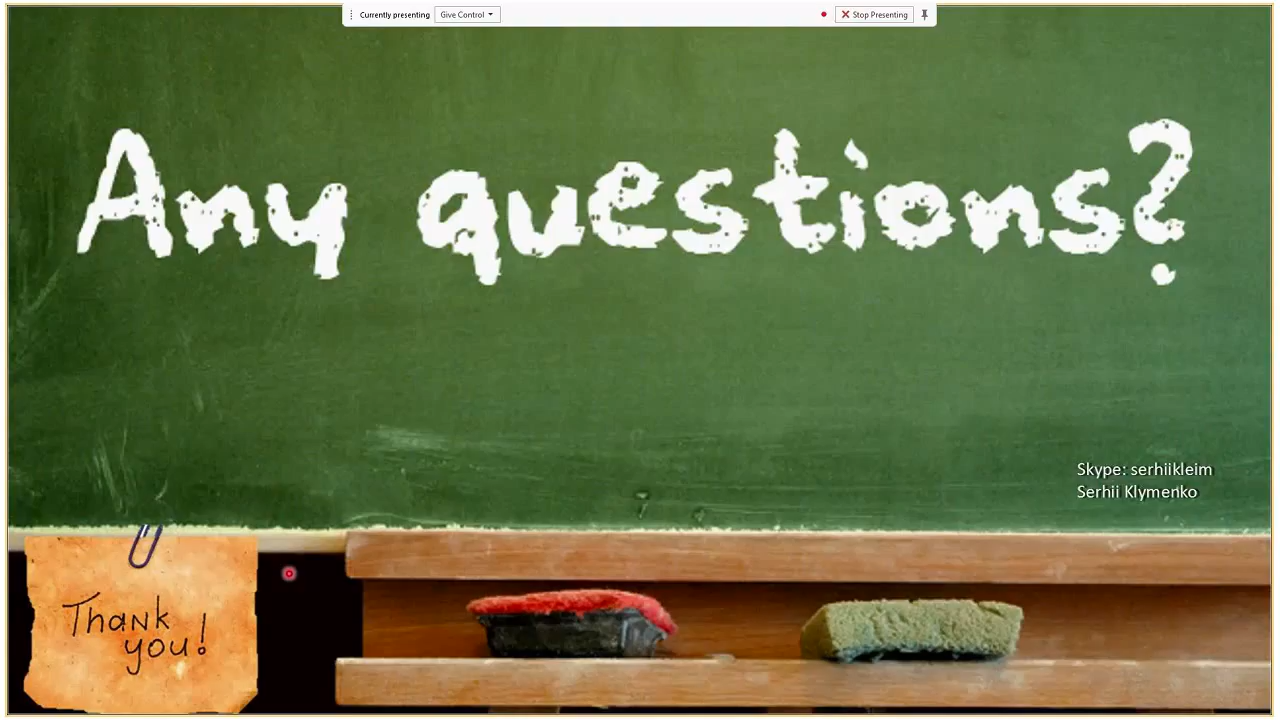 Currently presenting Give Control Stop Presenting
Any questions?
Skype: serhiikleim
Serhii Klymenko
Thank
you!